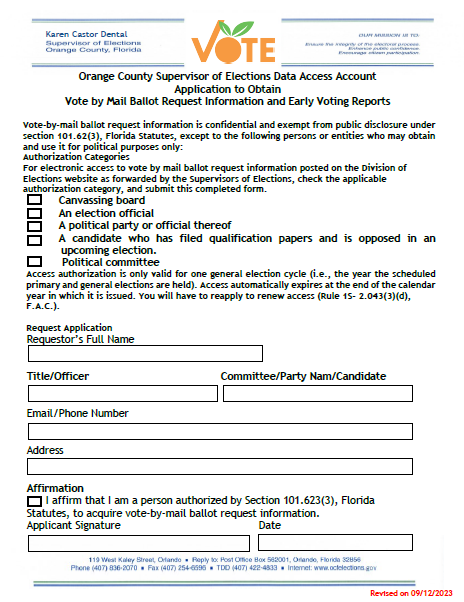 Karen Castor Dental
Supervisor of Elections
Orange County, Florida
VOTE
OUR MISSION IS TO:
Ensure the integrity of the electoral process.
Enhance public confidence.
Encourage citizen participation.
Orange County Supervisor of Elections Data Access Account
Application to Obtain
Vote by Mail Ballot Request Information and Early Voting Reports
Vote-by-mail ballot request information is confidential and exempt from public disclosure under
section 101.62(3), Florida Statutes, except to the following persons or entities who may obtain
and use it for political purposes only:
Authorization Categories
For electronic access to vote by mail ballot request information posted on the Division of
Elections website as forwarded by the Supervisors of Elections, check the applicable
authorization category, and submit this completed form.
Canvassing board
An election official
A political party or official thereof
A candidate who has filed qualification papers and is opposed in an
upcoming election.
Political committee
Access authorization is only valid for one general election cycle (i.e., the year the scheduled
primary and general elections are held). Access automatically expires at the end of the calendar
year in which it is issued. You will have to reapply to renew access (Rule 1S- 2.043(3)(d),
F.A.C.).
Request Application
Requestor's Full Name
Title/Officer
Committee/Party Nam/Candidate
Email/Phone Number
Address
Affirmation
I affirm that I am a person authorized by Section 101.623(3), Florida
Statutes, to acquire vote-by-mail ballot request information.
Applicant Signature
Date
119 West Kaley Street, Orlando • Reply to: Post Office Box 562001, Orlando, Florida 32856
Phone (407) 836-2070 • Fax (407) 254-6596 • TDD (407) 422-4833 • Internet: www.ocfelections.gov
Revised on 09/12/2023